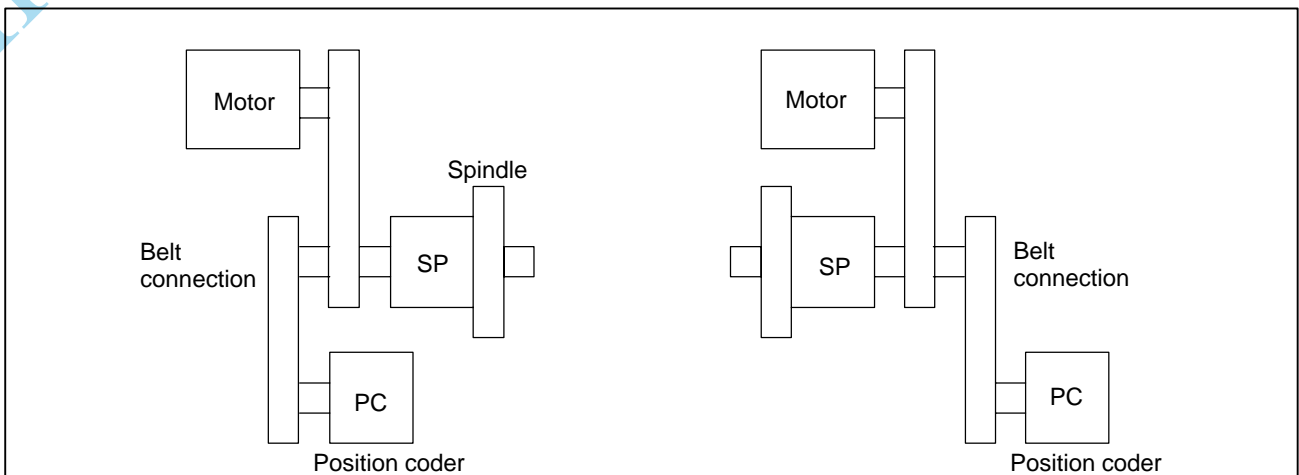 Motor
Spindle
Belt
connection
SP
PC
Position coder
Motor
SP
Belt
connection
PC
Position coder